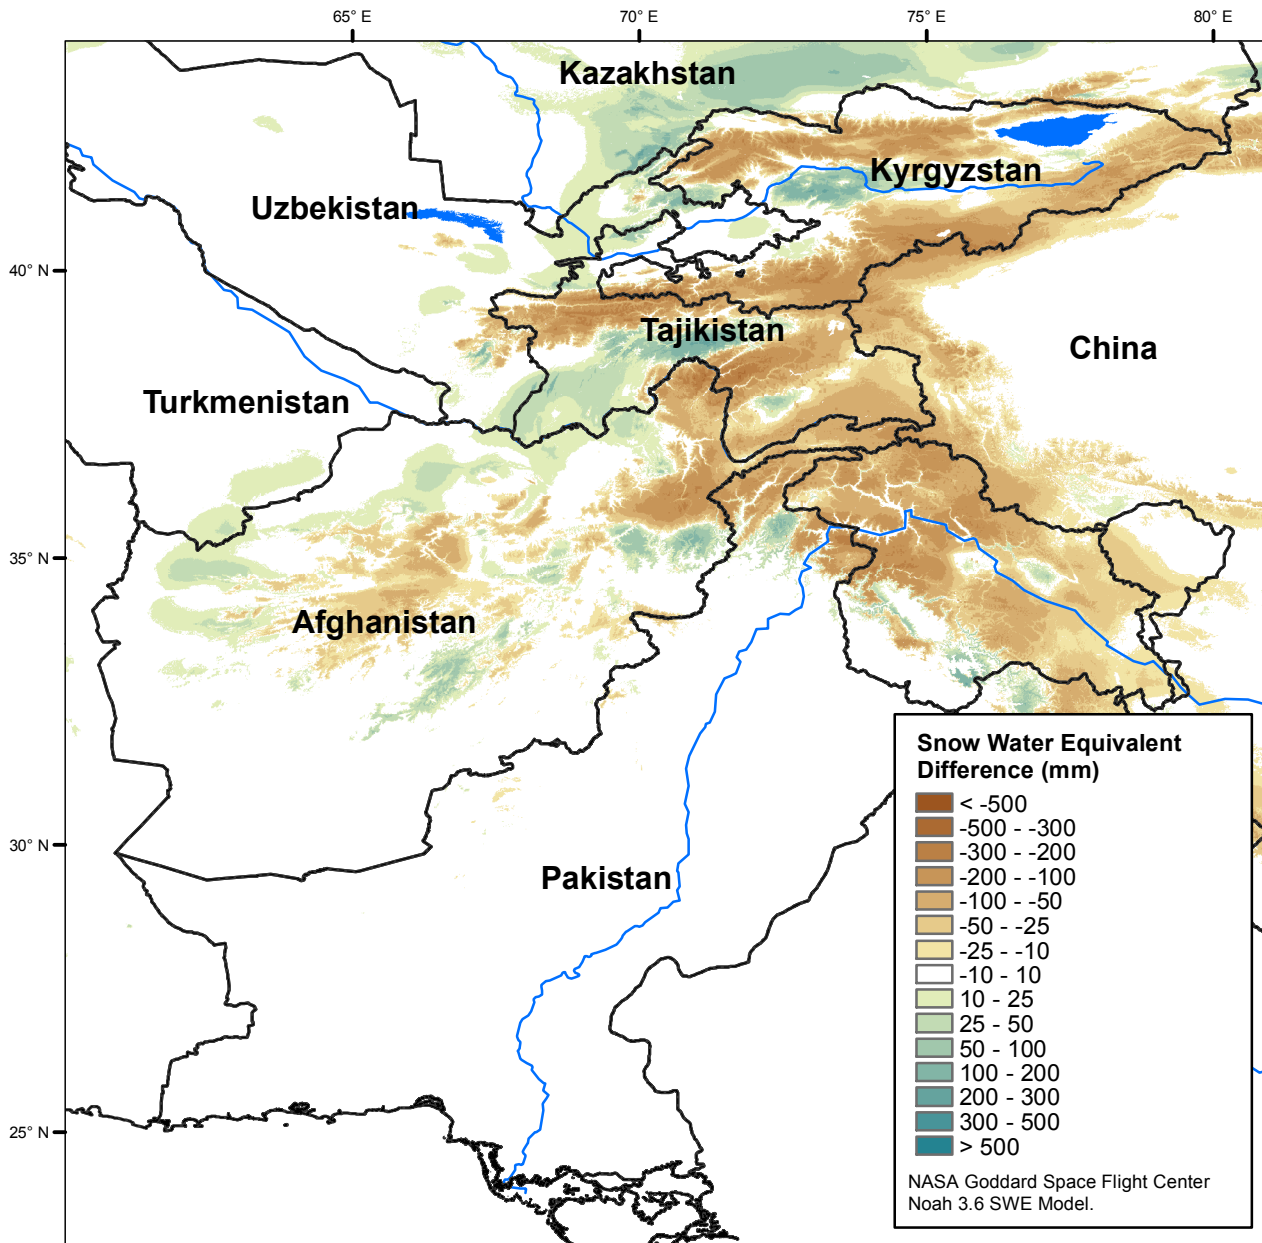 65° E
70° E
75° E
80° E
Kazakhstan
Kyrgyzstan
Uzbekistan
40° N
Tajikistan
China
Turkmenistan
35° N
Afghanistan
Snow Water Equivalent
Difference (mm)
< -500
-500 - -300
-300 - -200
-200 - -100
-100 - -50
-50 - -25
-25 - -10
-10 - 10
10 - 25
25 - 50
50 - 100
100 - 200
200 - 300
300 - 500
> 500
NASA Goddard Space Flight Center
Noah 3.6 SWE Model.
30° N
Pakistan
25° N